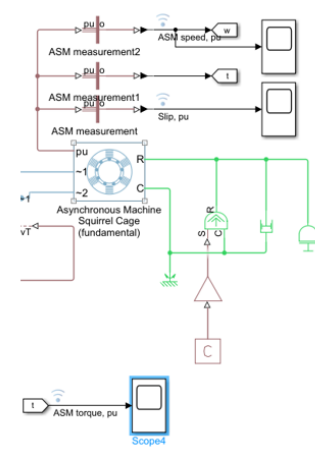 pu o
ASM speed, pu
w
ASM measurement2
pu o
t
ASM measurement1
pu o
Slip, pu
ASM measurement
pu
~1
R
~2
C
Asynchronous Machine
Squirrel Cage
(fundamental)
vT
S
R
C
C
t
ASM torque, pu
Scope4